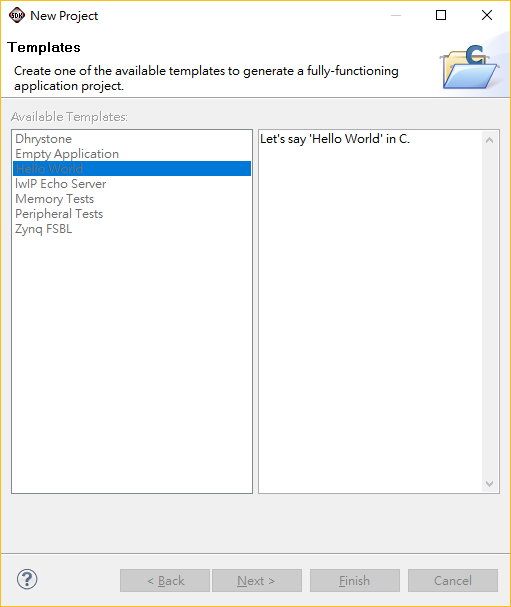 SDK New Project
Templates
Create one of the available templates to generate a fully-functioning
application project.
C
Available Templates:
Dhrystone
Empty Application
Hello World
lwIP Echo Server
Memory Tests
Peripheral Tests
Zynq FSBL
Let's say 'Hello World' in C.
?
< Back
Next >
Finish
Cancel